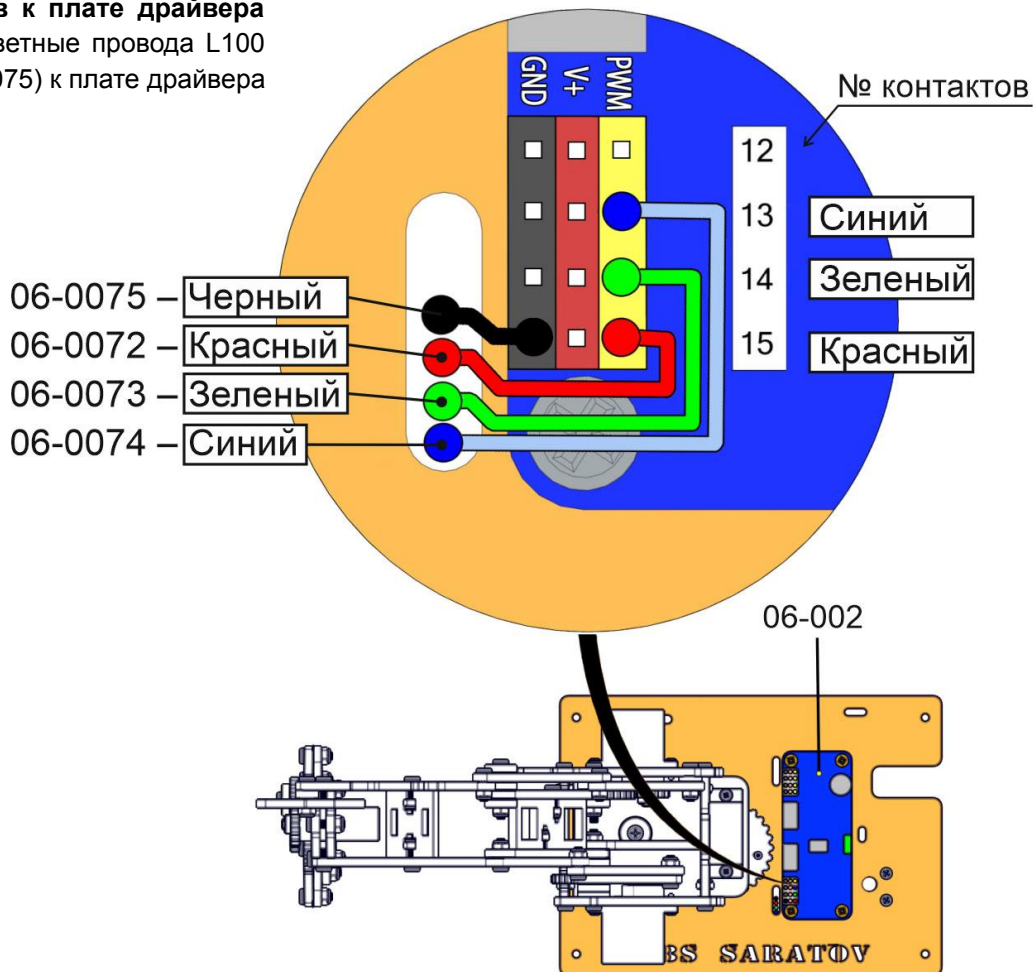 в к плате драйвера
ветные провода L100
075) к плате драйвера
GND V+ PWM
№ контактов
12
13 Синий
14 Зеленый
15 Красный
06-0075 – Черный
06-0072 – Красный
06-0073 – Зеленый
06-0074 – Синий
06-002
BS SARATOV